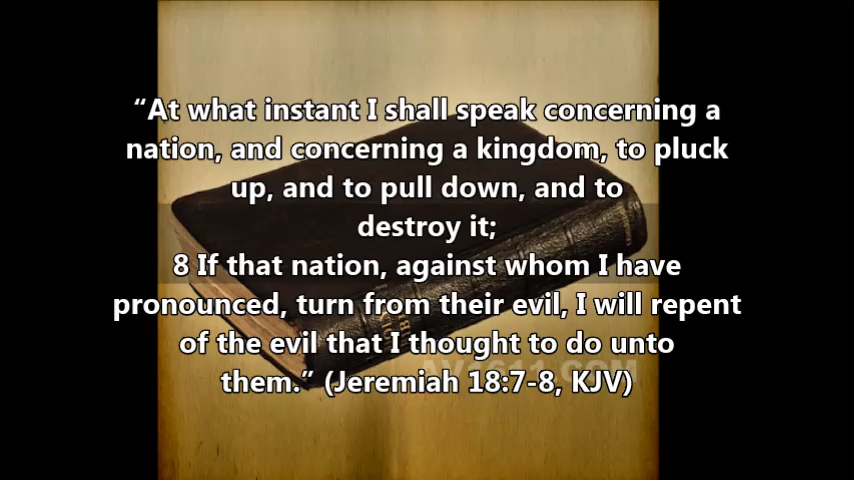 “At what instant I shall speak concerning a
nation, and concerning a kingdom, to pluck
up, and to pull down, and to
destroy it;
8 If that nation, against whom I have
pronounced, turn from their evil, I will repent
of the evil that I thought to do unto
them.” (Jeremiah 18:7-8, KJV)